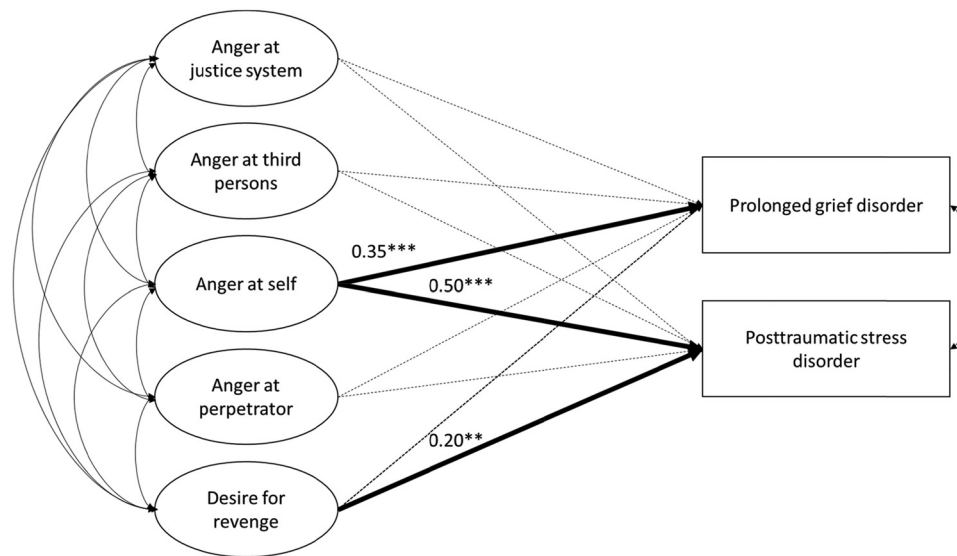 Anger at
justice system
Anger at third
persons
Prolonged grief disorder
0.35***
Anger at self
0.50***
Posttraumatic stress
disorder
Anger at
perpetrator
0.20**
Desire for
revenge